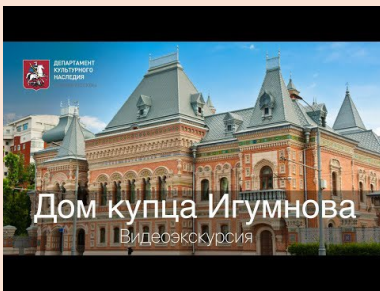 ДЕПАРТАМЕНТ
КУЛЬТУРНОГО
НАСЛЕДИЯ
Дом купца Игумнова
Видеоэкскурсия